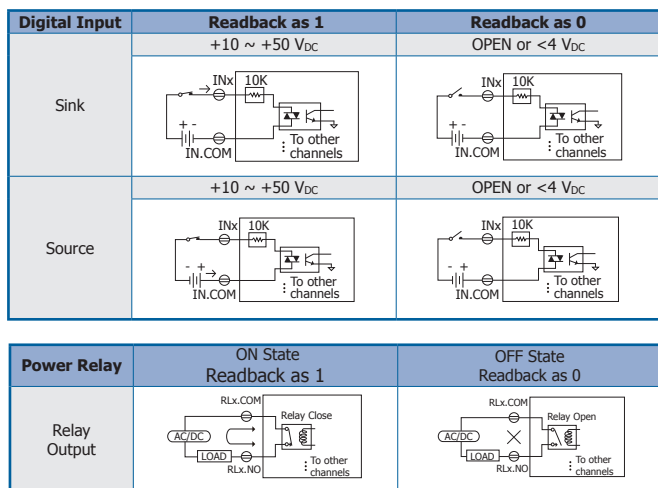 Digital Input Readback as 1 Readback as 0
+10 ~ +50 VDC OPEN or <4 VDC
Sink
INx 10K
+ -
IN.COM
To other
channels
INx 10K
+ -
IN.COM
To other
channels
+10 ~ +50 VDC OPEN or <4 VDC
Source
INx 10K
- +
IN.COM
To other
channels
INx 10K
- +
IN.COM
To other
channels
Power Relay
ON State
Readback as 1
OFF State
Readback as 0
Relay
Output
RLx.COM
Relay Close
AC/DC
LOAD
RLx.NO
To other
channels
RLx.COM
Relay Open
AC/DC
LOAD
RLx.NO
To other
channels